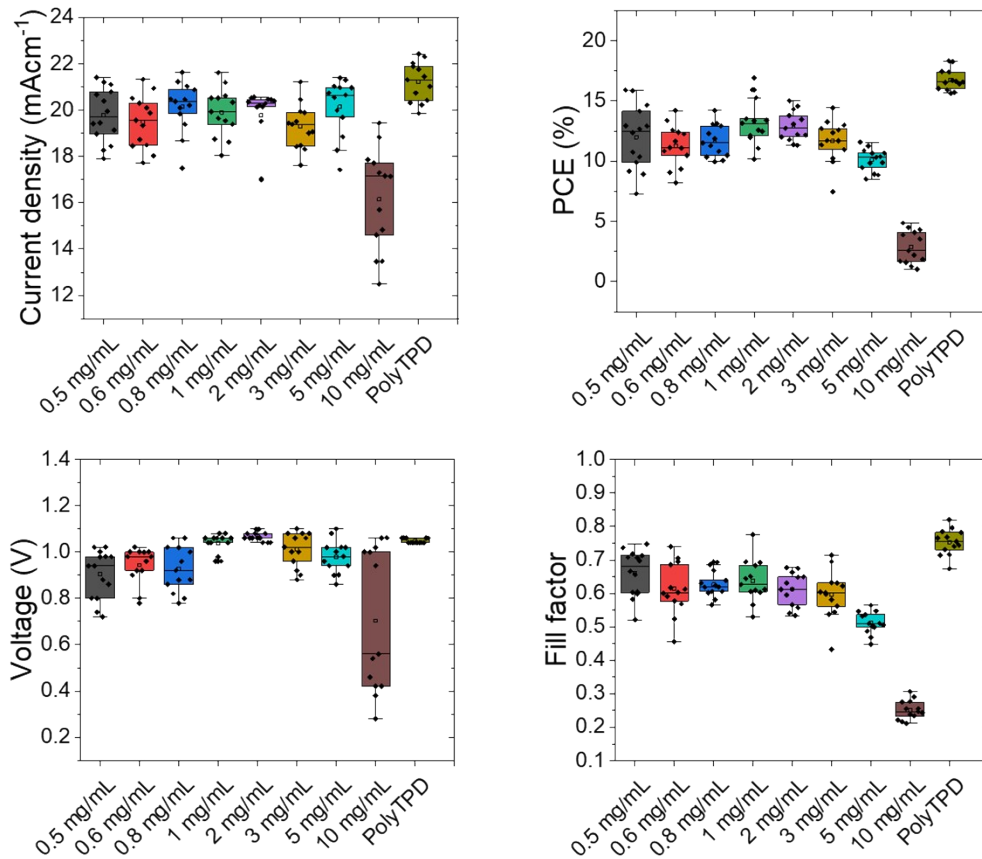 Current density (mAcm-1)
24
22
20
18
16
14
12
0.5 mg/mL
0.6 mg/mL
0.8 mg/mL
1 mg/mL
2 mg/mL
3 mg/mL
5 mg/mL
10 mg/mL
PolyTPD
PCE (%)
20
15
10
5
0
0.5 mg/mL
0.6 mg/mL
0.8 mg/mL
1 mg/mL
2 mg/mL
3 mg/mL
5 mg/mL
10 mg/mL
PolyTPD
Voltage (V)
1.4
1.2
1.0
0.8
0.6
0.4
0.2
0.5 mg/mL
0.6 mg/mL
0.8 mg/mL
1 mg/mL
2 mg/mL
3 mg/mL
5 mg/mL
10 mg/mL
PolyTPD
Fill factor
1.0
0.9
0.8
0.7
0.6
0.5
0.4
0.3
0.2
0.1
0.5 mg/mL
0.6 mg/mL
0.8 mg/mL
1 mg/mL
2 mg/mL
3 mg/mL
5 mg/mL
10 mg/mL
PolyTPD